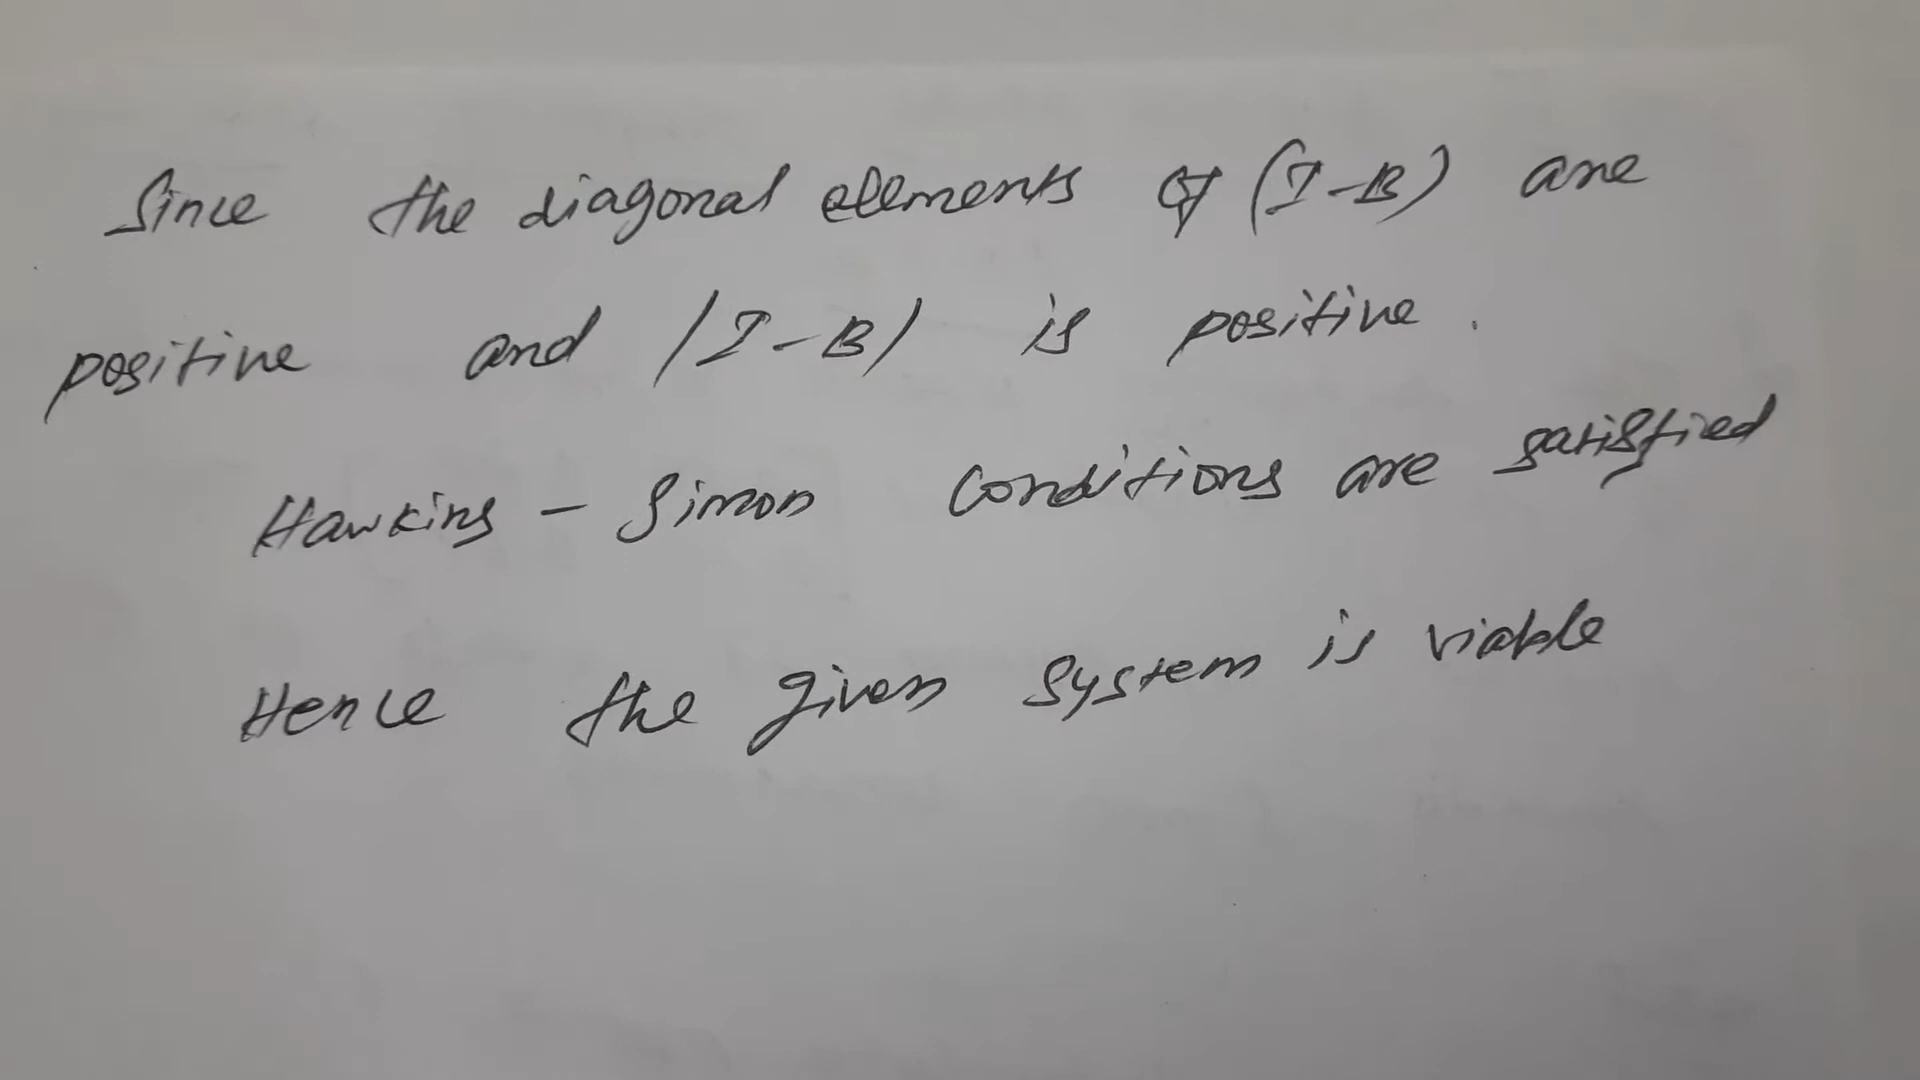 Since the diagonal elements of (I-B) are
positive and |I-B| is positive.
Hawkins - Simon Conditions are satisfied
Hence the given system is viable